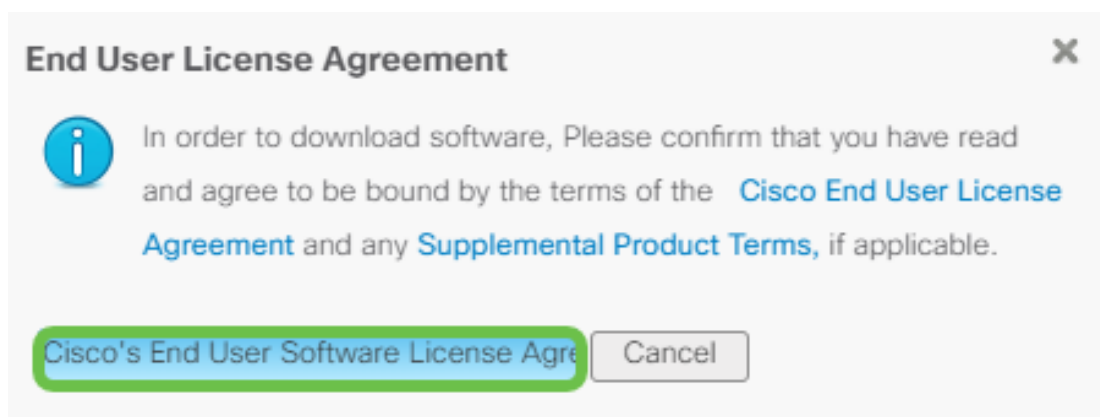 End User License Agreement
In order to download software, Please confirm that you have read
and agree to be bound by the terms of the Cisco End User License
Agreement and any Supplemental Product Terms, if applicable.
Cisco's End User Software License Agre Cancel